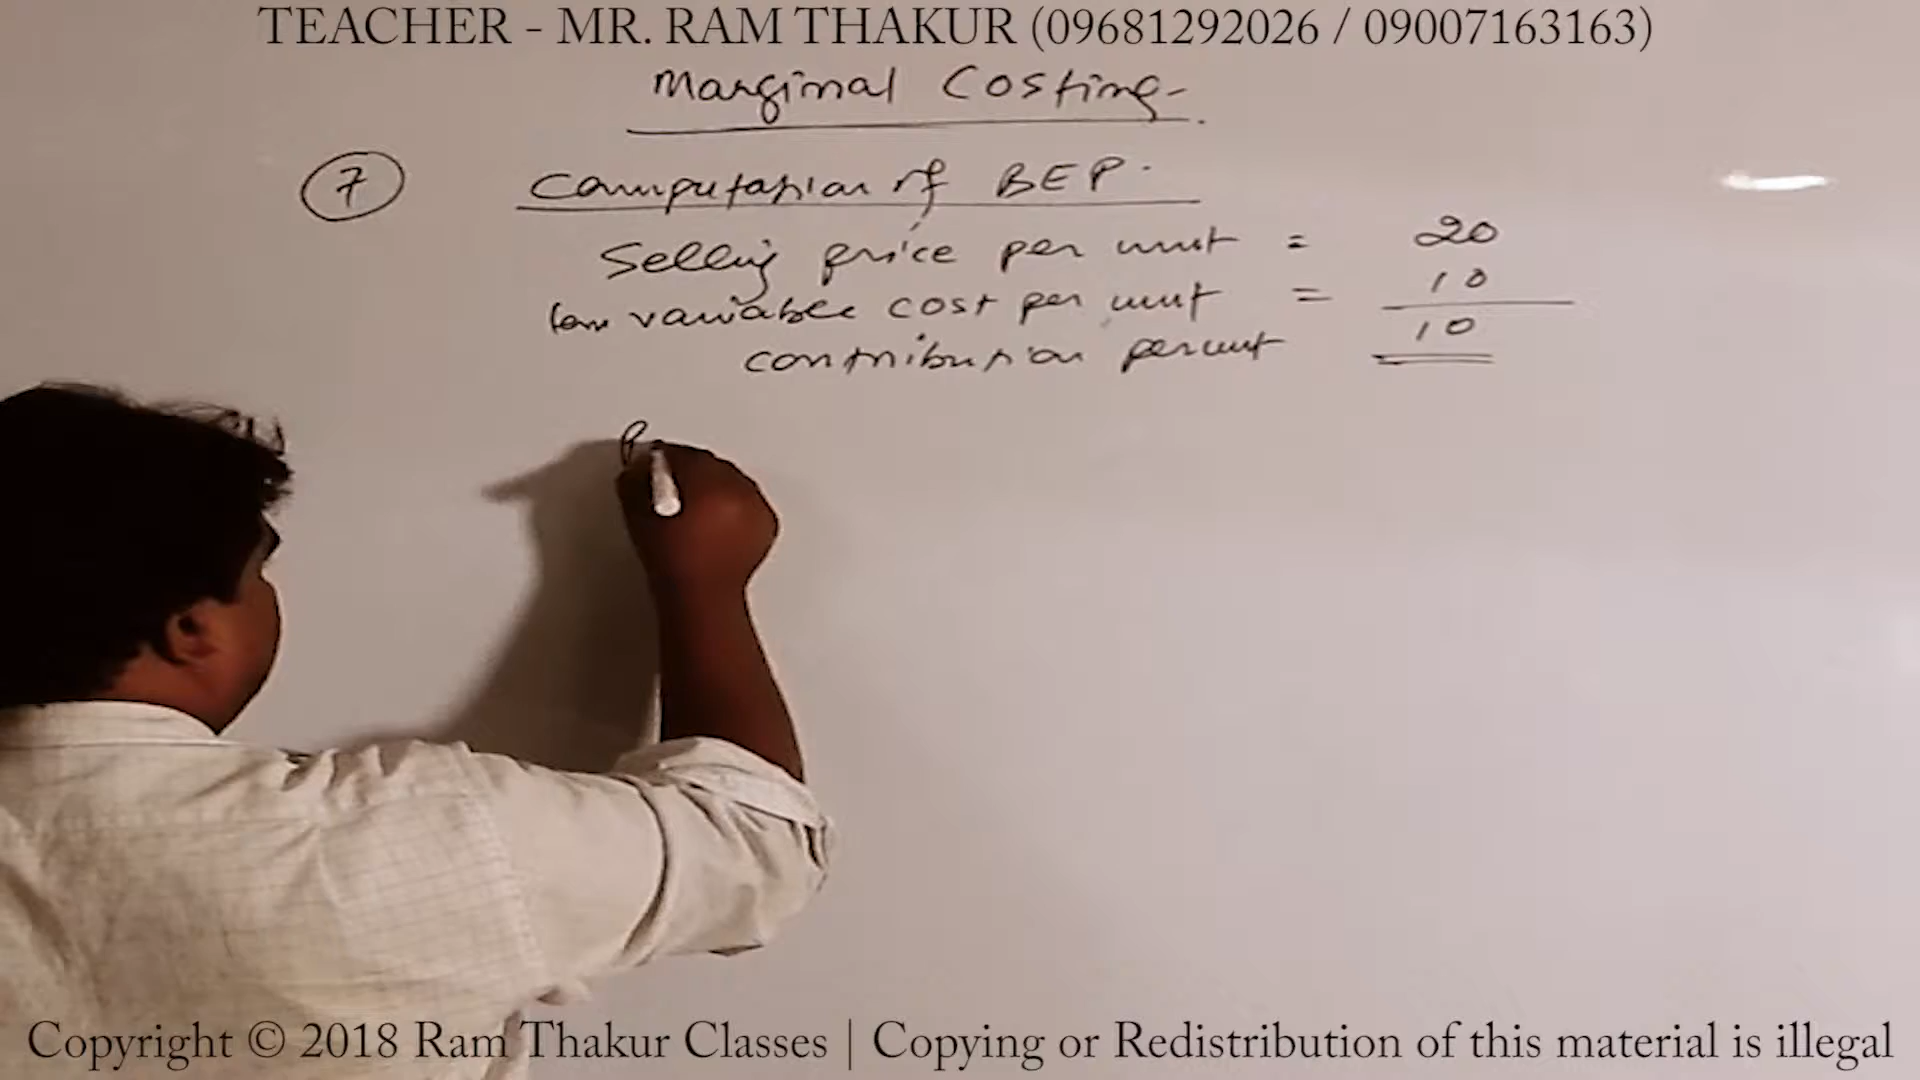 TEACHER - MR. RAM THAKUR (09681292026 / 09007163163)
Marginal Costing
7 Computation of BEP.
Selling price per unit = 20
Less variable cost per unit = 10
contribution per unit 10
P
Copyright © 2018 Ram Thakur Classes | Copying or Redistribution of this material is illegal